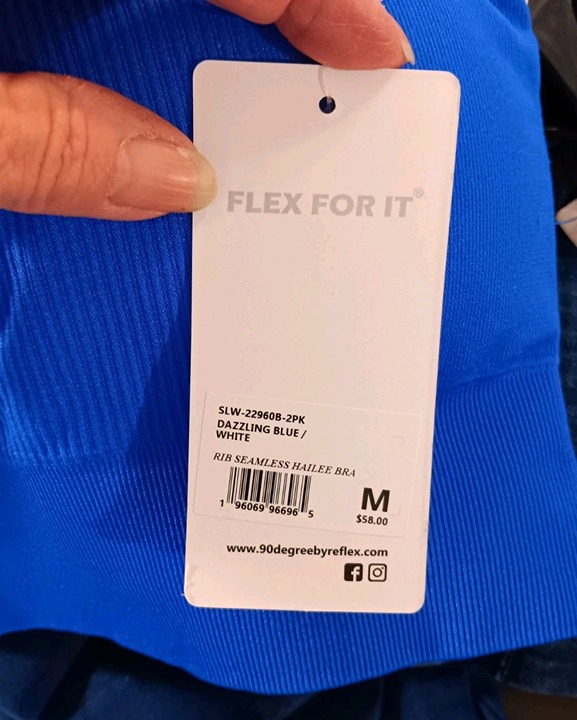 FLEX FOR IT®
SLW-22960B-2PK
DAZZLING BLUE /
WHITE
RIB SEAMLESS HAILEE BRA
M
1 96069 96696 5
$58.00
www.90degreebyreflex.com